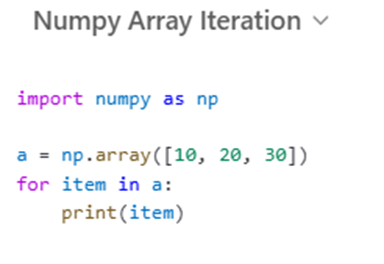 Numpy Array Iteration
import numpy as np
a = np.array([10, 20, 30])
for item in a:
    print(item)